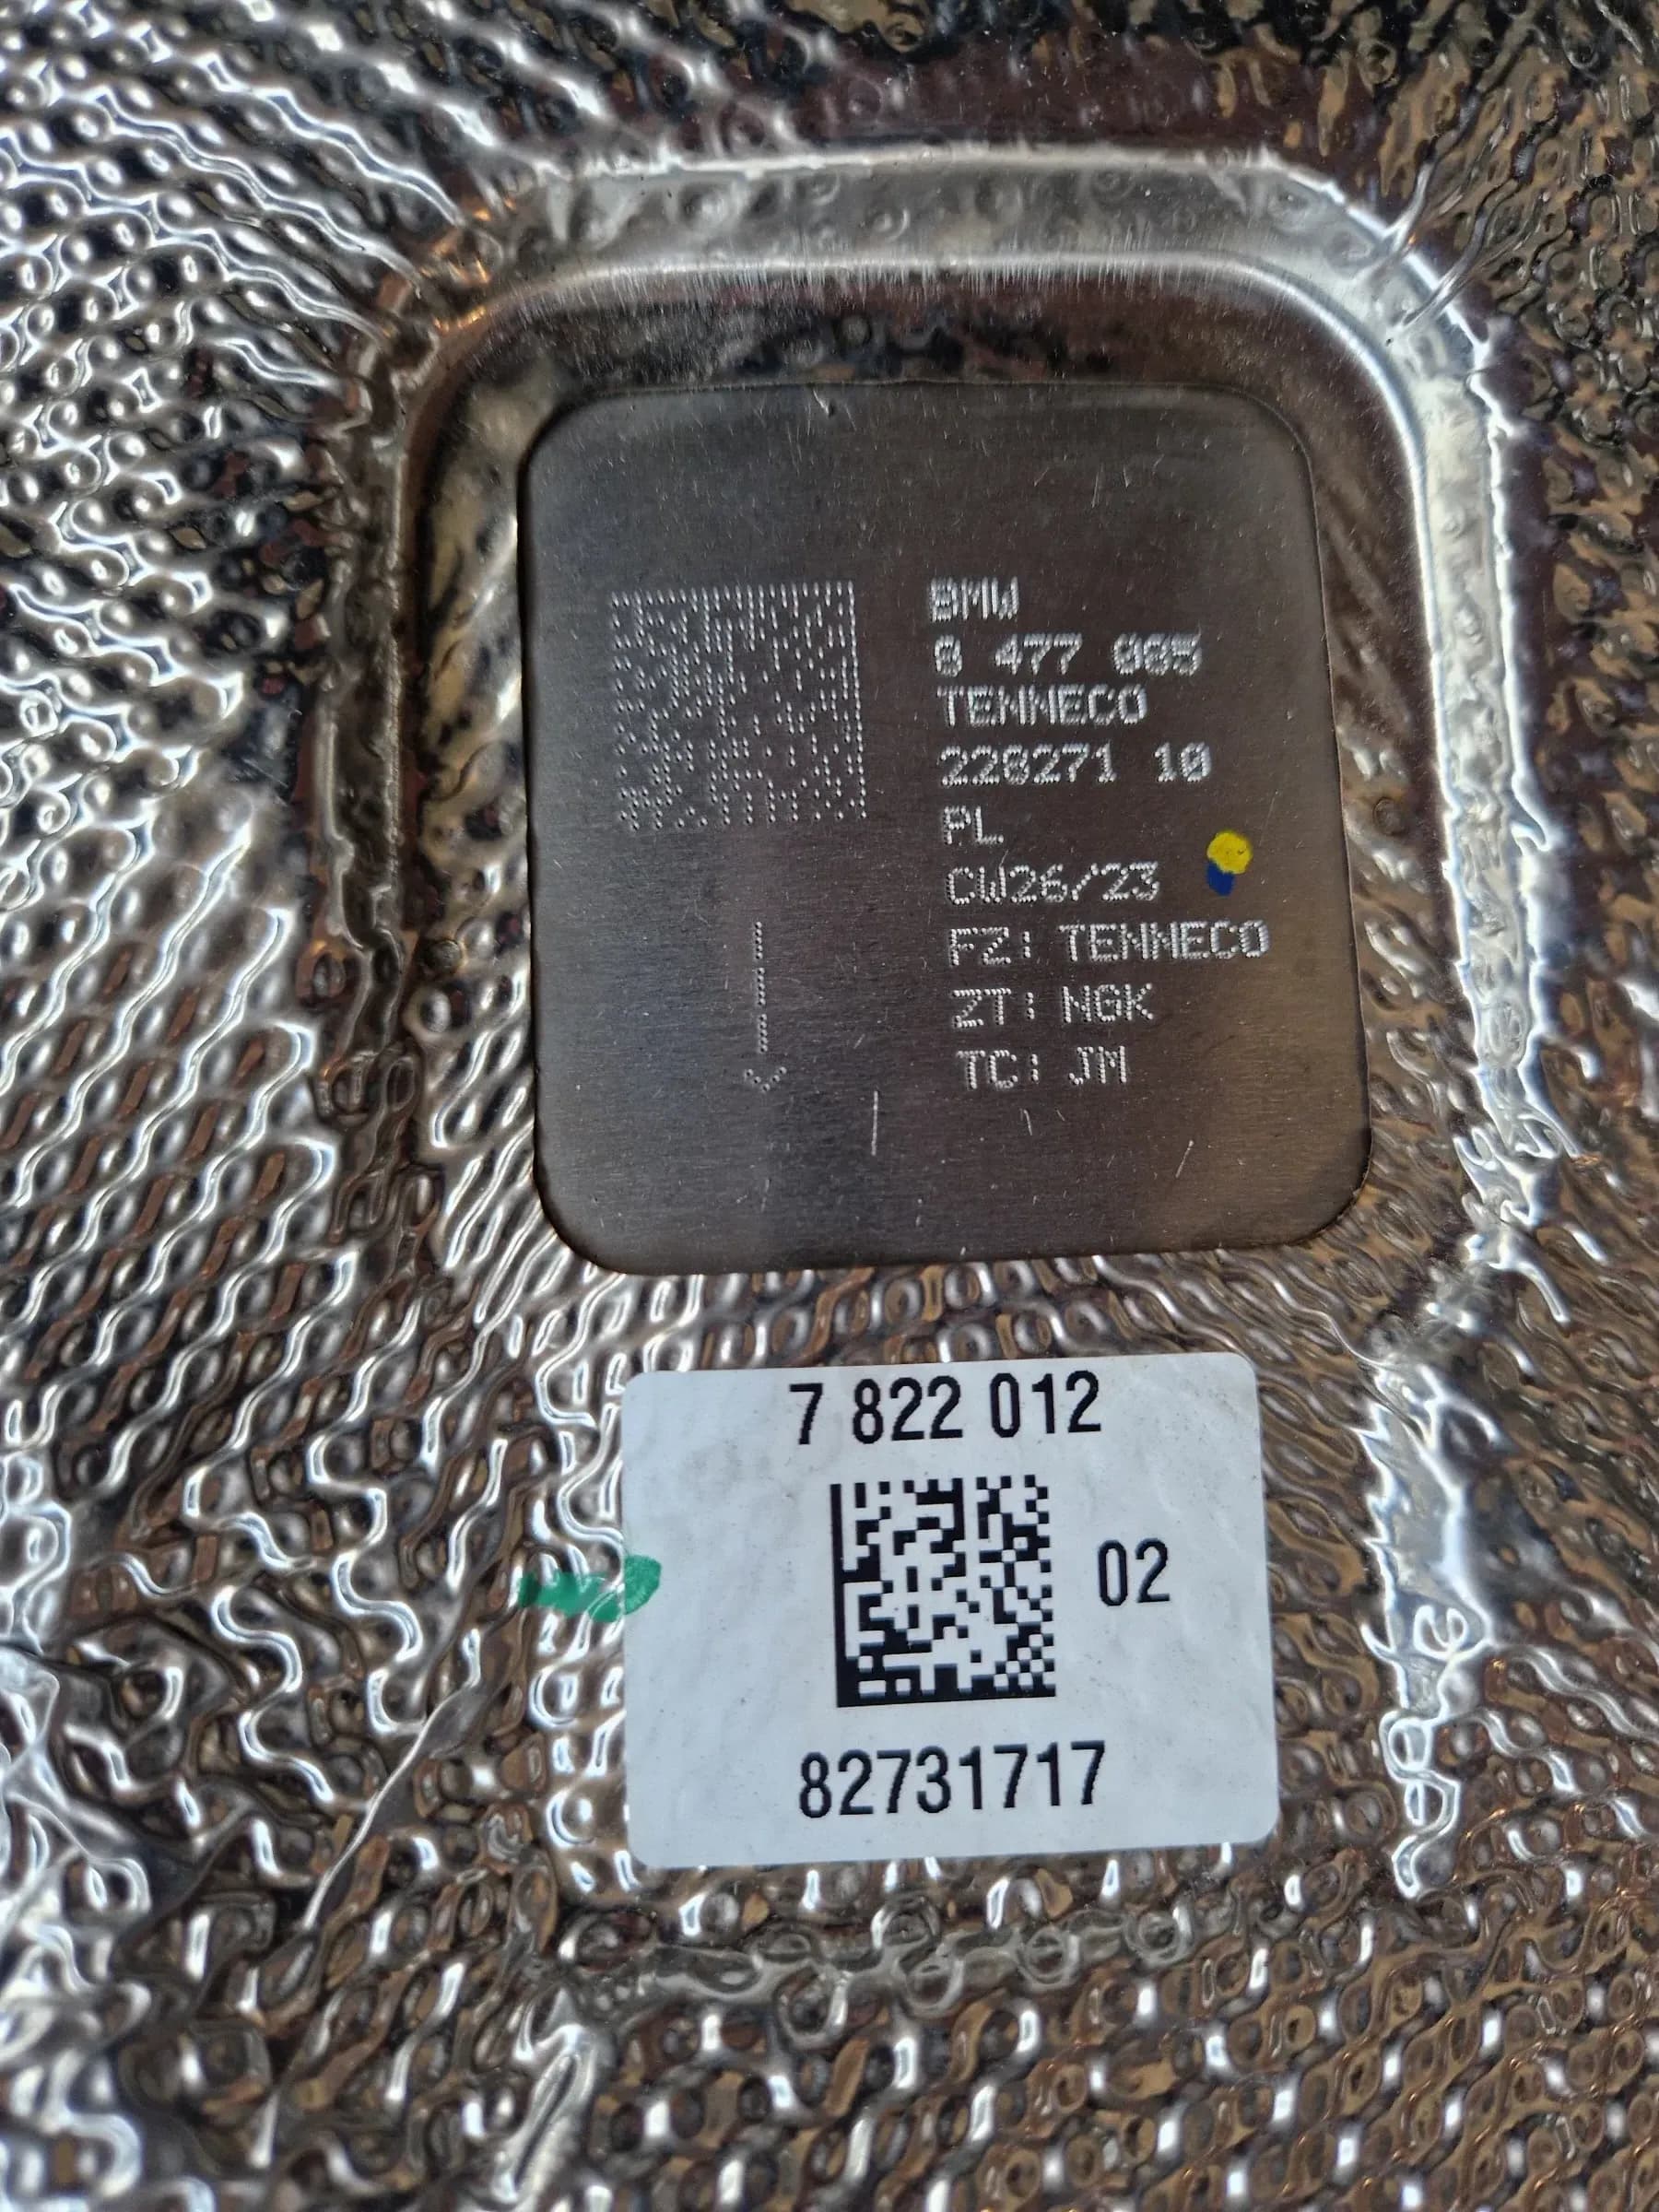 BMW
8 477 085
TENNECO
228271 10
PL
CW26/23
FZ: TENNECO
ZT: NGK
TC: JM
7 822 012
02
82731717